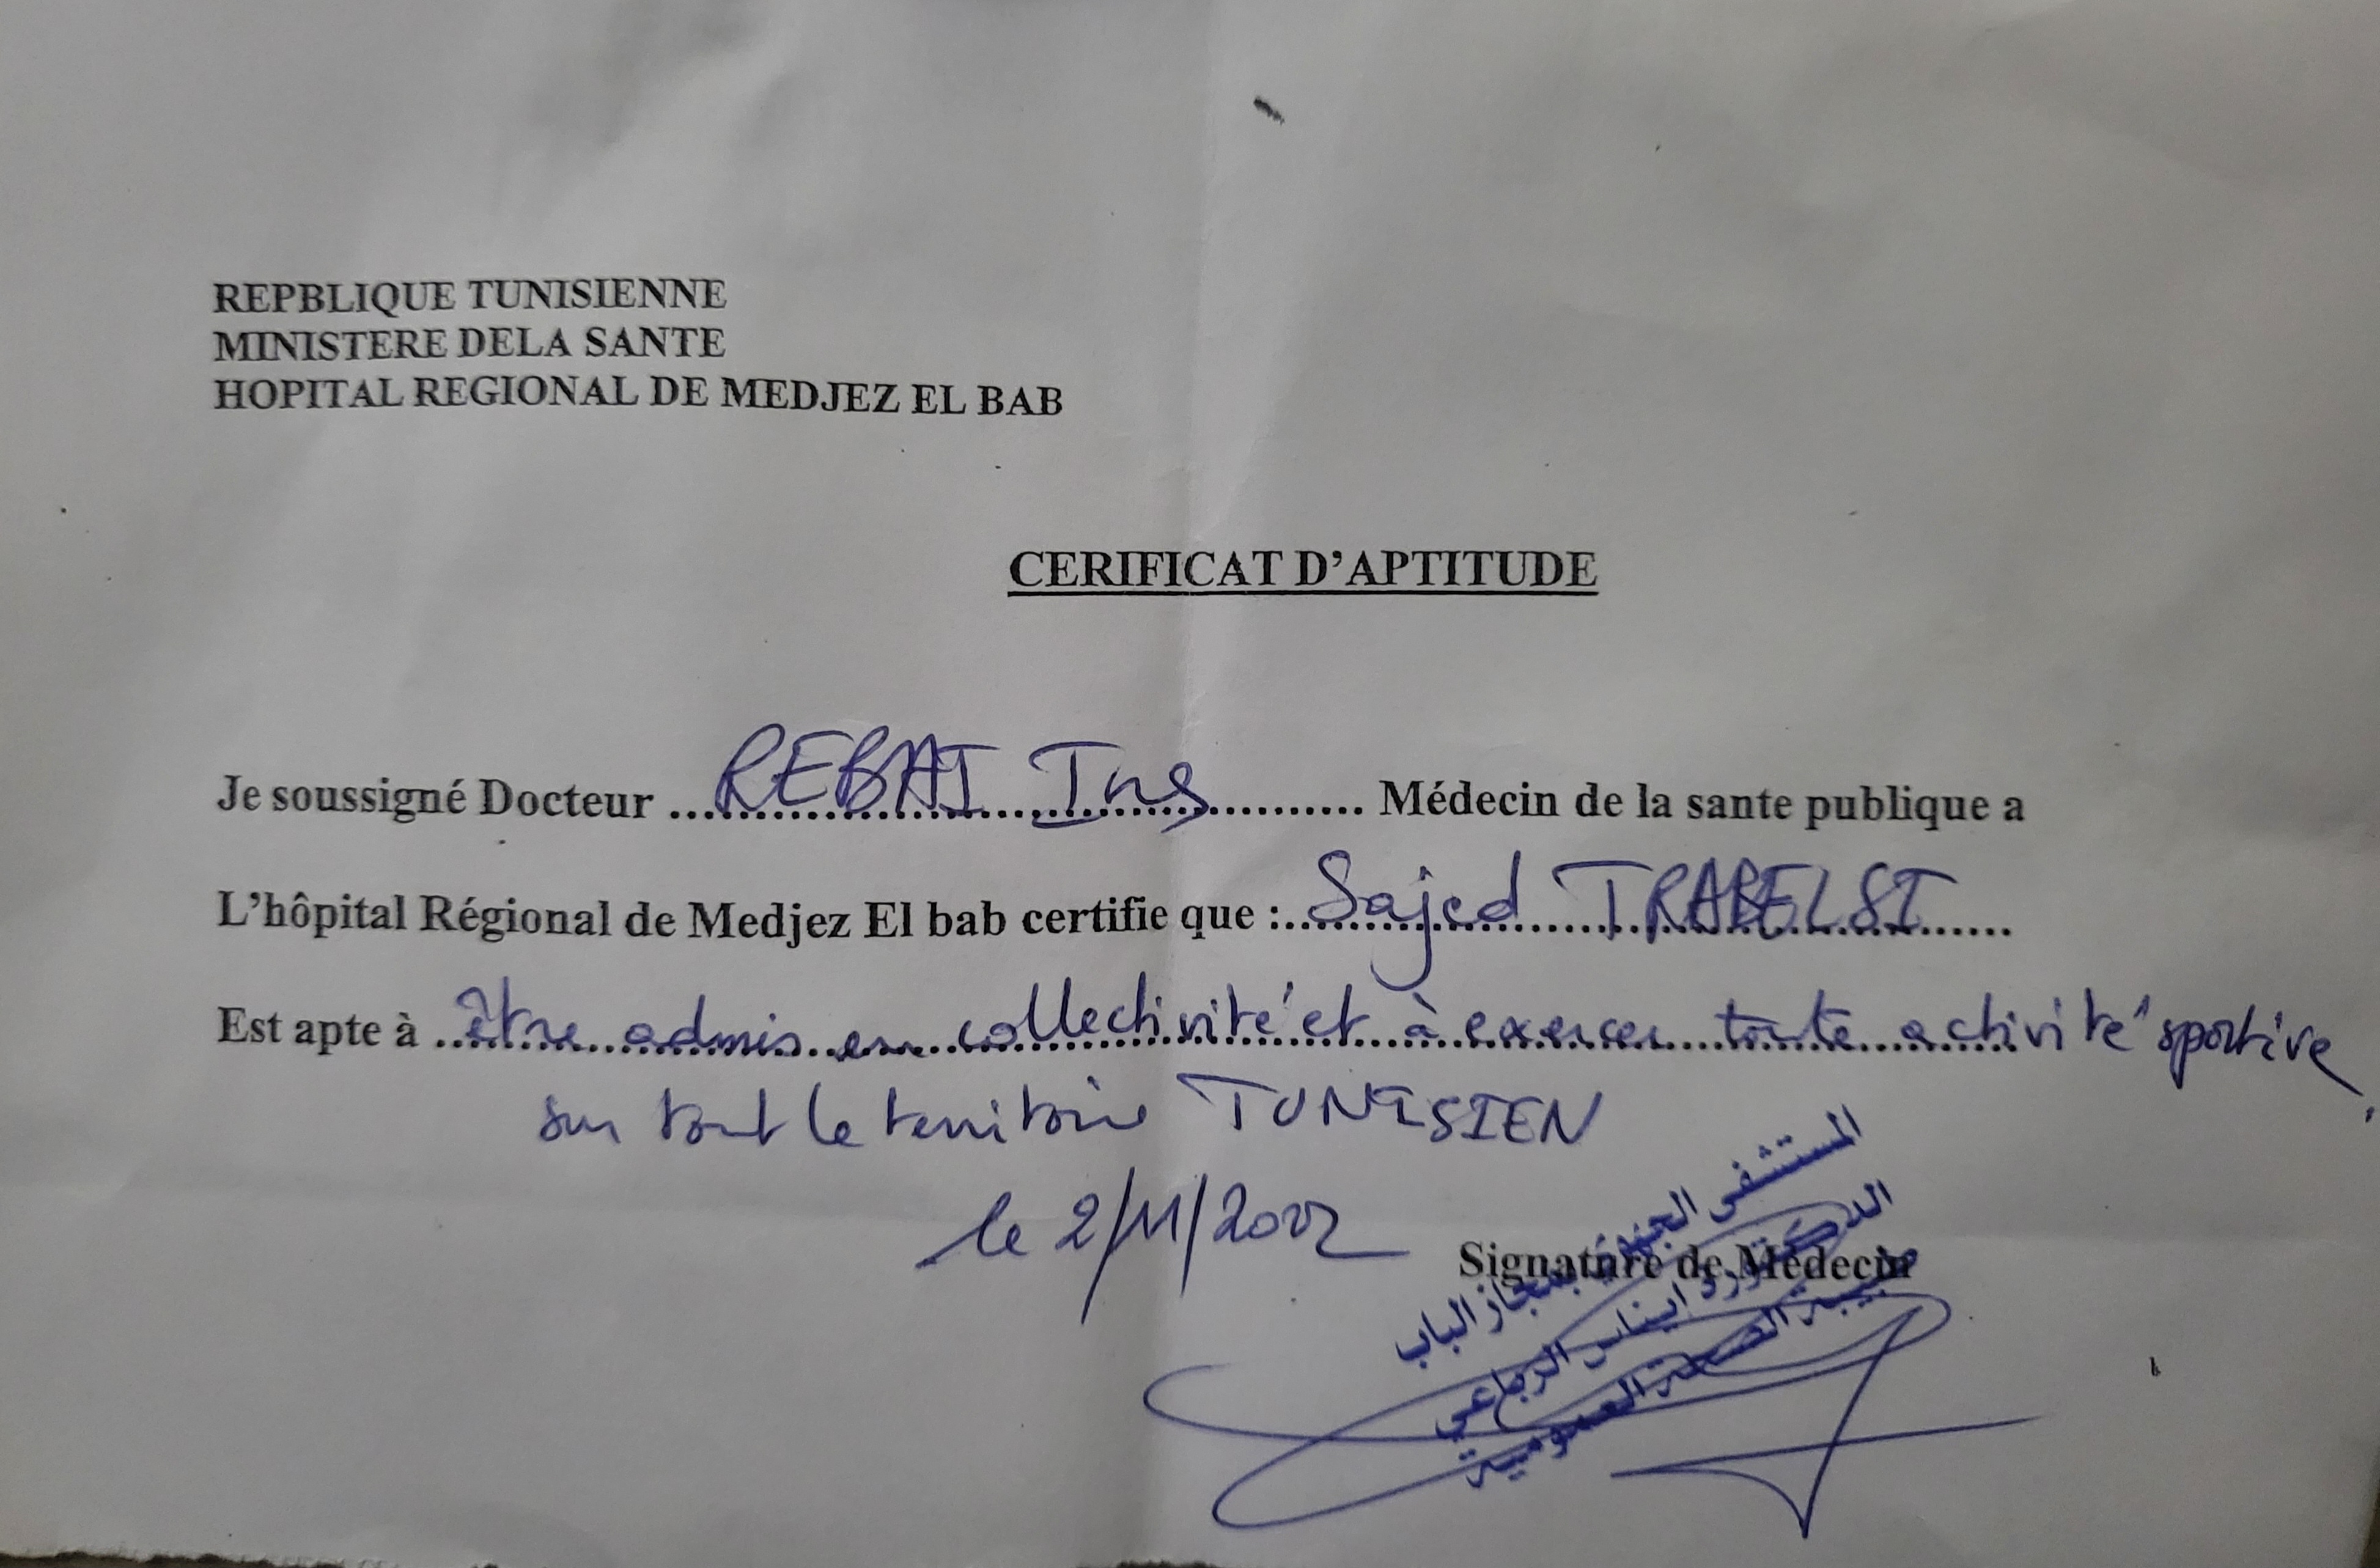 REPBLIQUE TUNISIENNE
MINISTERE DELA SANTE
HOPITAL REGIONAL DE MEDJEZ EL BAB
CERIFICAT D'APTITUDE
Je soussigné Docteur ... REBAI Ins ... Médecin de la sante publique a
L'hôpital Régional de Medjez El bab certifie que :... Sajed TRABELSI ...
Est apte à ... être admis en collectivité et à exercer toute activité sportive
sur tout le territoire TUNISIEN
le 2/11/2022
Signature de Médecin
المستشفى الجهوي بمجاز الباب
الدكتورة ايناس الرباعي
طبيبة الصحة العمومية